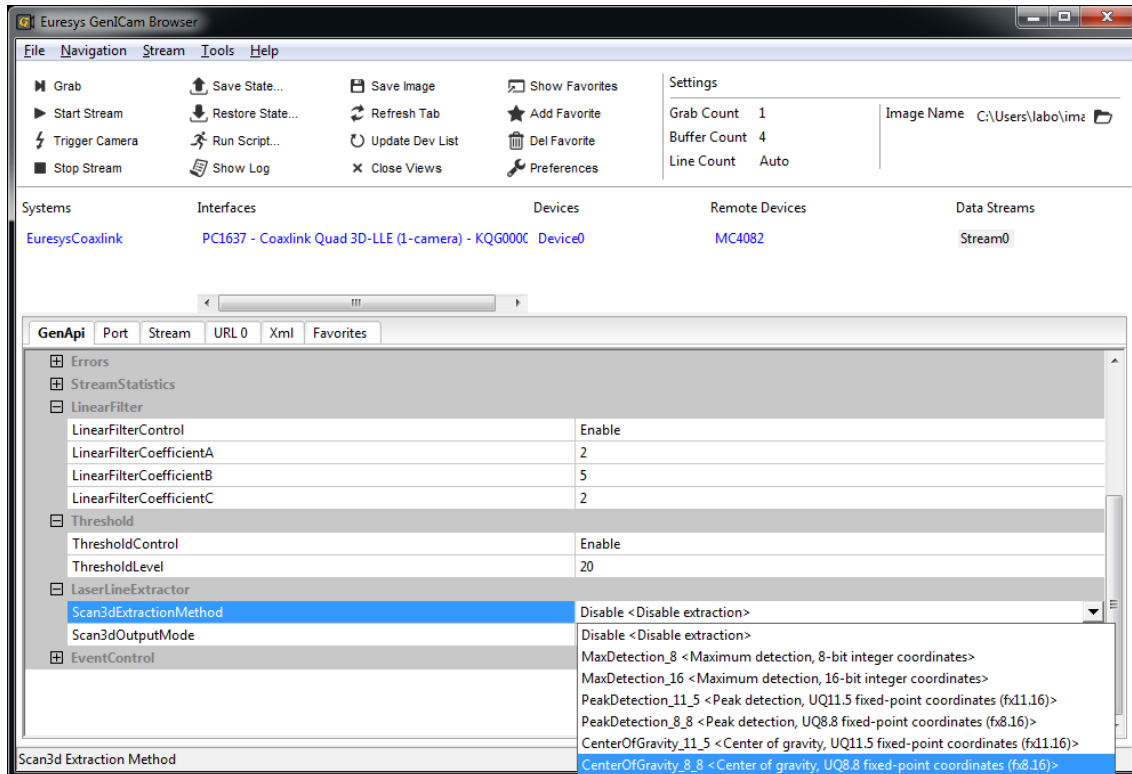 Euresys GenICam Browser
File Navigation Stream Tools Help
Grab Save State... Save Image Show Favorites Settings
Start Stream Restore State... Refresh Tab Add Favorite Grab Count 1 Image Name C:\Users\labo\ima
Trigger Camera Run Script... Update Dev List Del Favorite Buffer Count 4
Stop Stream Show Log Close Views Preferences Line Count Auto
Systems Interfaces Devices Remote Devices Data Streams
EuresysCoaxlink PC1637 - Coaxlink Quad 3D-LLE (1-camera) - KQG0000 Device0 MC4082 Stream0
GenApi Port Stream URL 0 Xml Favorites
Errors
StreamStatistics
LinearFilter
LinearFilterControl Enable
LinearFilterCoefficientA 2
LinearFilterCoefficientB 5
LinearFilterCoefficientC 2
Threshold
ThresholdControl Enable
ThresholdLevel 20
LaserLineExtractor
Scan3dExtractionMethod Disable <Disable extraction>
Scan3dOutputMode Disable <Disable extraction>
EventControl MaxDetection_8 <Maximum detection, 8-bit integer coordinates>
MaxDetection_16 <Maximum detection, 16-bit integer coordinates>
PeakDetection_11_5 <Peak detection, UQ11.5 fixed-point coordinates (fx11.16)>
PeakDetection_8_8 <Peak detection, UQ8.8 fixed-point coordinates (fx8.16)>
CenterOfGravity_11_5 <Center of gravity, UQ11.5 fixed-point coordinates (fx11.16)>
Scan3d Extraction Method CenterOfGravity_8_8 <Center of gravity, UQ8.8 fixed-point coordinates (fx8.16)>